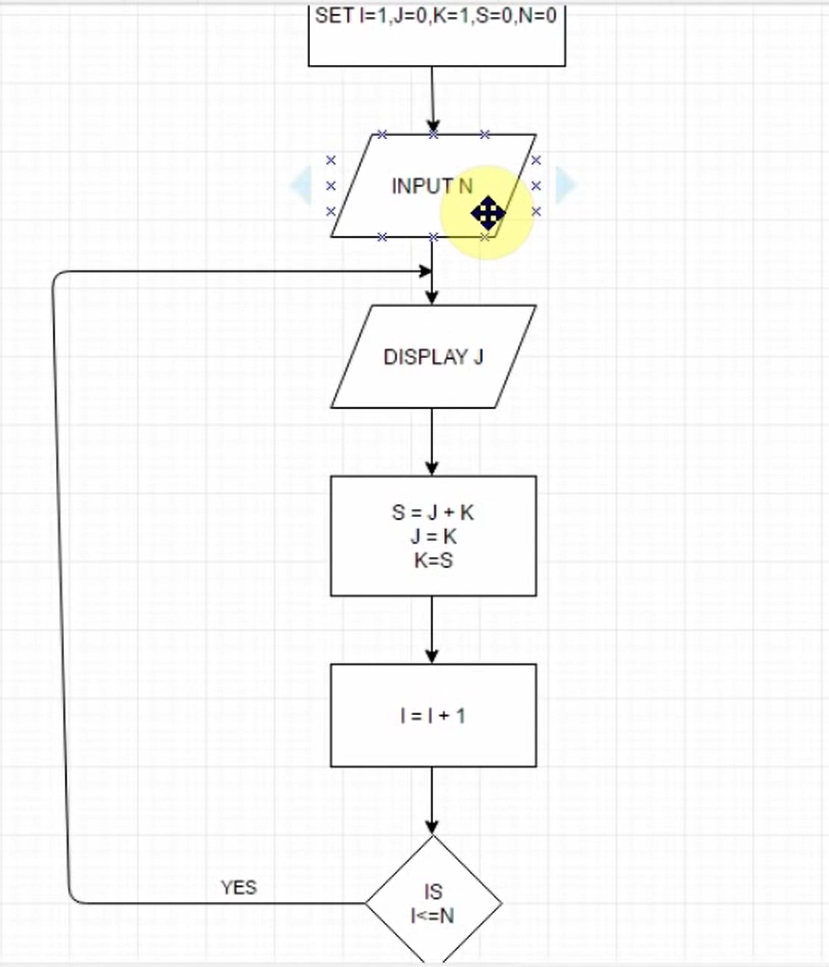 SET I=1,J=0,K=1,S=0,N=0
INPUT N
DISPLAY J
S = J + K
J = K
K=S
I = I + 1
YES
IS
I<=N